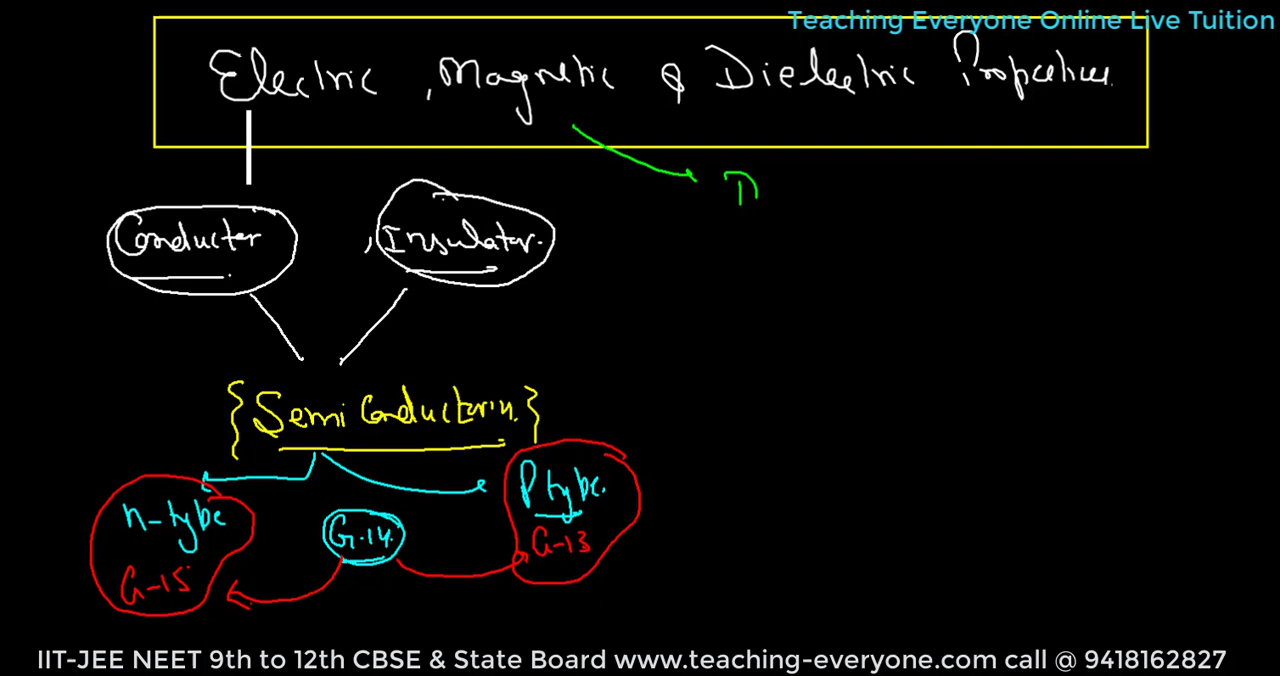 Teaching Everyone Online Live Tuition
Electric, Magnetic & Dielectric Properties.
D
Conductor, Insulator.
{Semi Conductor'n.}
n-type
G-15
G.14.
P type.
G-13
IIT-JEE NEET 9th to 12th CBSE & State Board www.teaching-everyone.com call @ 9418162827